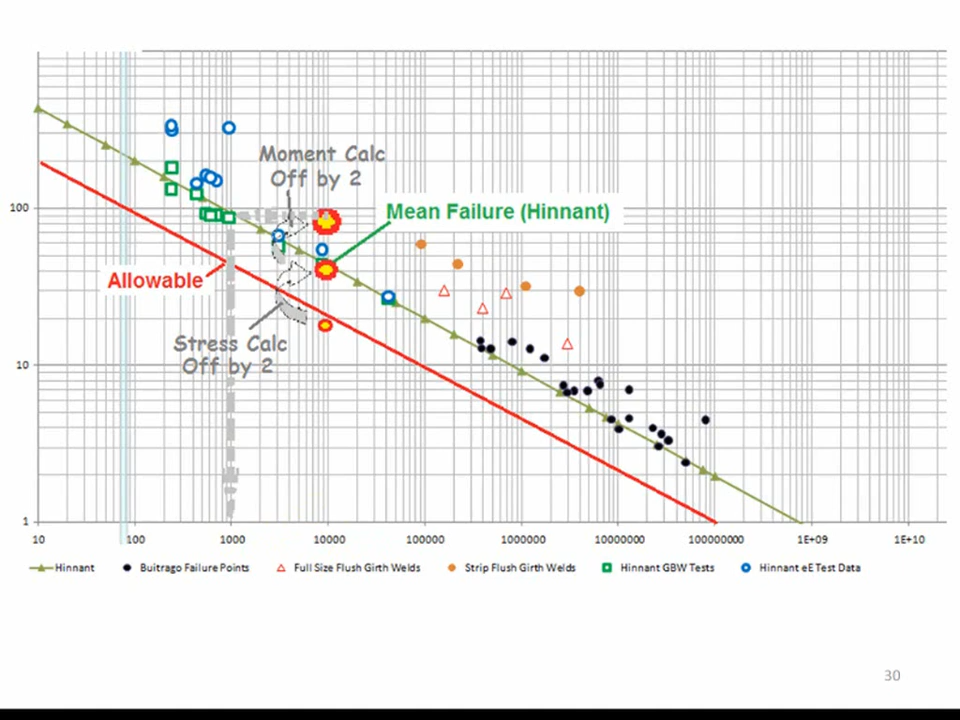 Moment Calc
Off by 2
Mean Failure (Hinnant)
Allowable
Stress Calc
Off by 2
100
10
1
10
100
1000
10000
100000
1000000
10000000
100000000
1E+09
1E+10
Hinnant
Buitrago Failure Points
Full Size Flush Girth Welds
Strip Flush Girth Welds
Hinnant GBW Tests
Hinnant eE Test Data
30